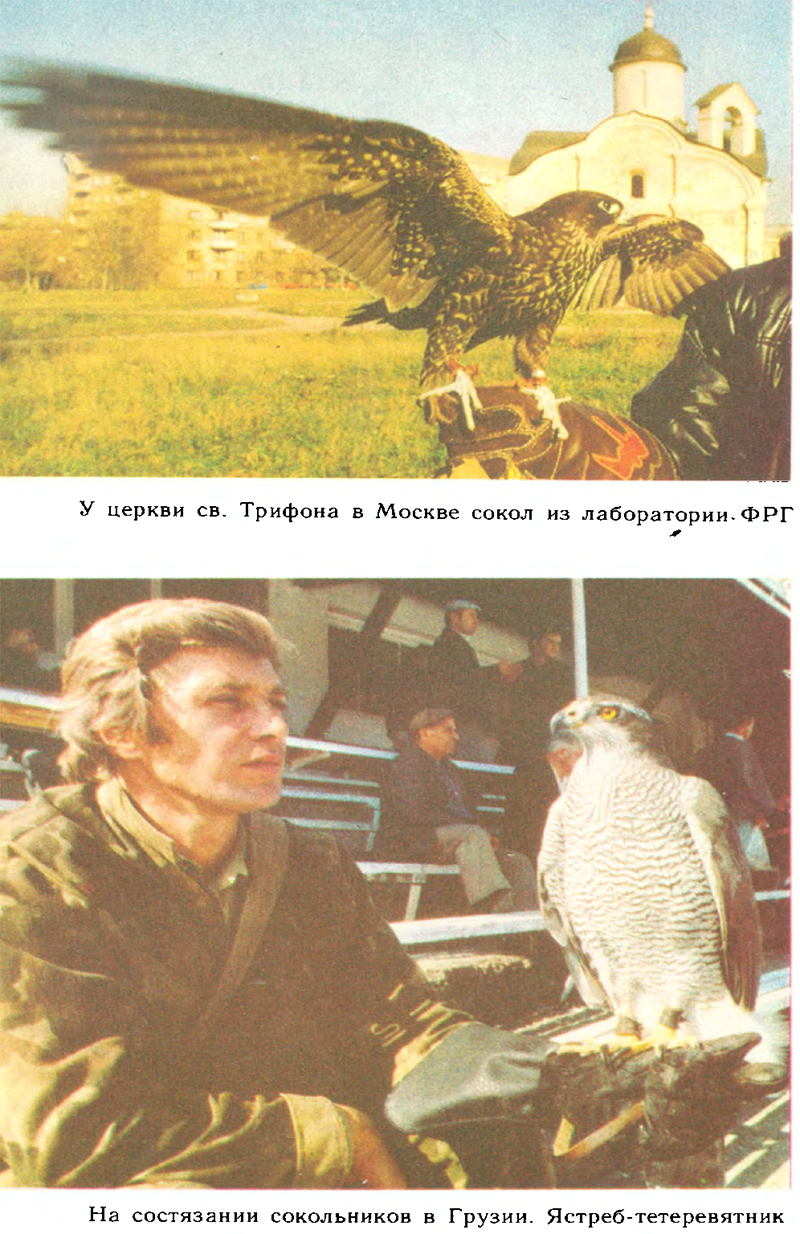 У церкви св. Трифона в Москве сокол из лаборатории. ФРГ
На состязании сокольников в Грузии. Ястреб-тетеревятник